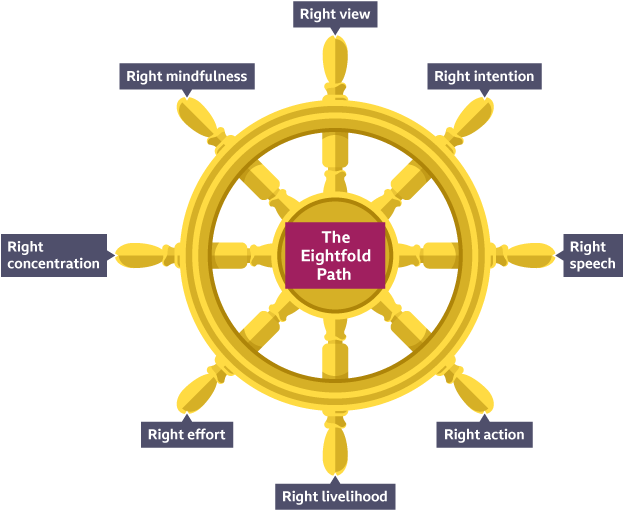 Right view
Right mindfulness
Right intention
The
Eightfold
Path
Right
concentration
Right
speech
Right effort
Right action
Right livelihood